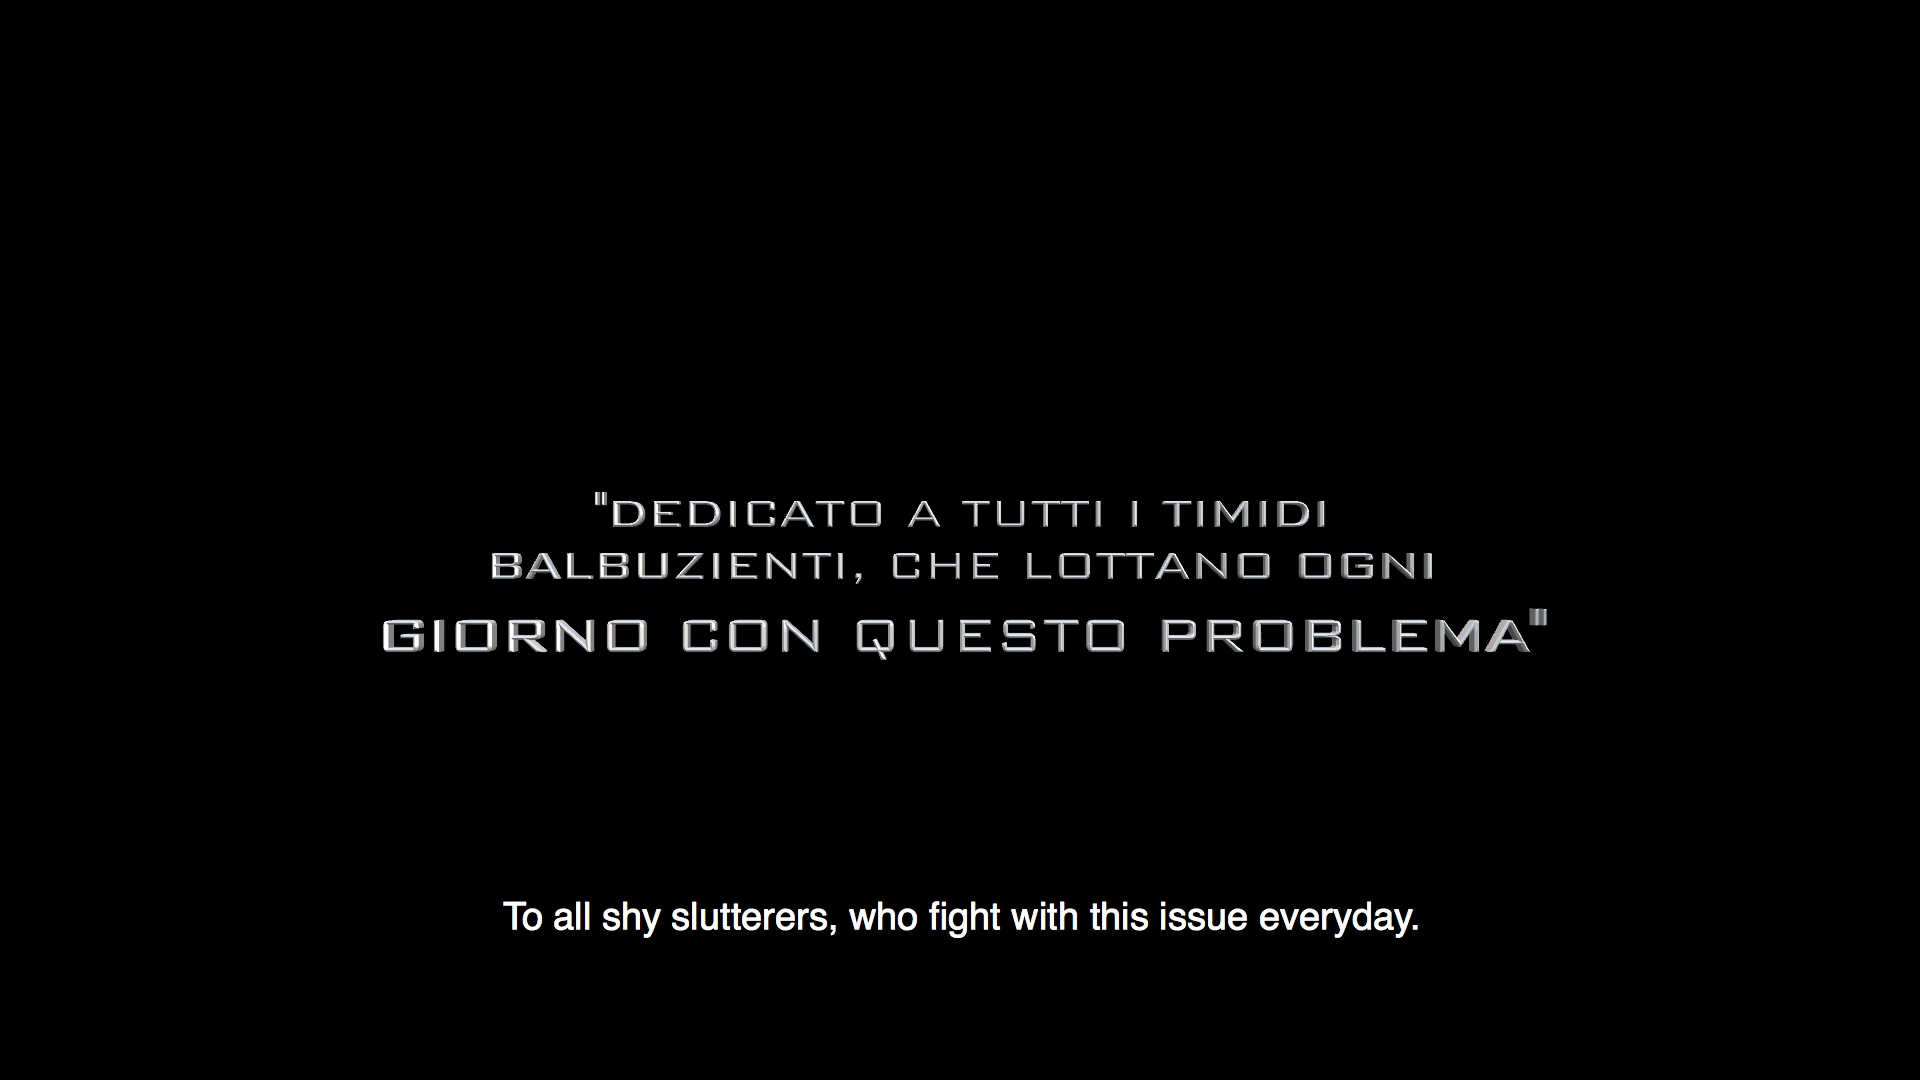 "DEDICATO A TUTTI I TIMIDI
BALBUZIENTI, CHE LOTTANO OGNI
GIORNO CON QUESTO PROBLEMA"
To all shy slutterers, who fight with this issue everyday.